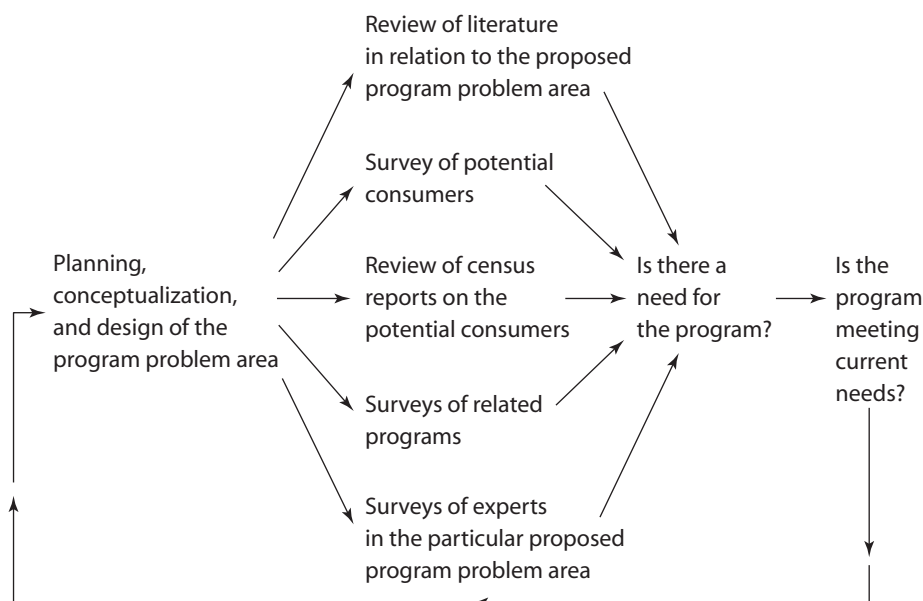 Review of literature
in relation to the proposed
program problem area
Survey of potential
consumers
Planning,
conceptualization,
and design of the
program problem area
Review of census
reports on the
potential consumers
Is there a
need for
the program?
Is the
program
meeting
current
needs?
Surveys of related
programs
Surveys of experts
in the particular proposed
program problem area